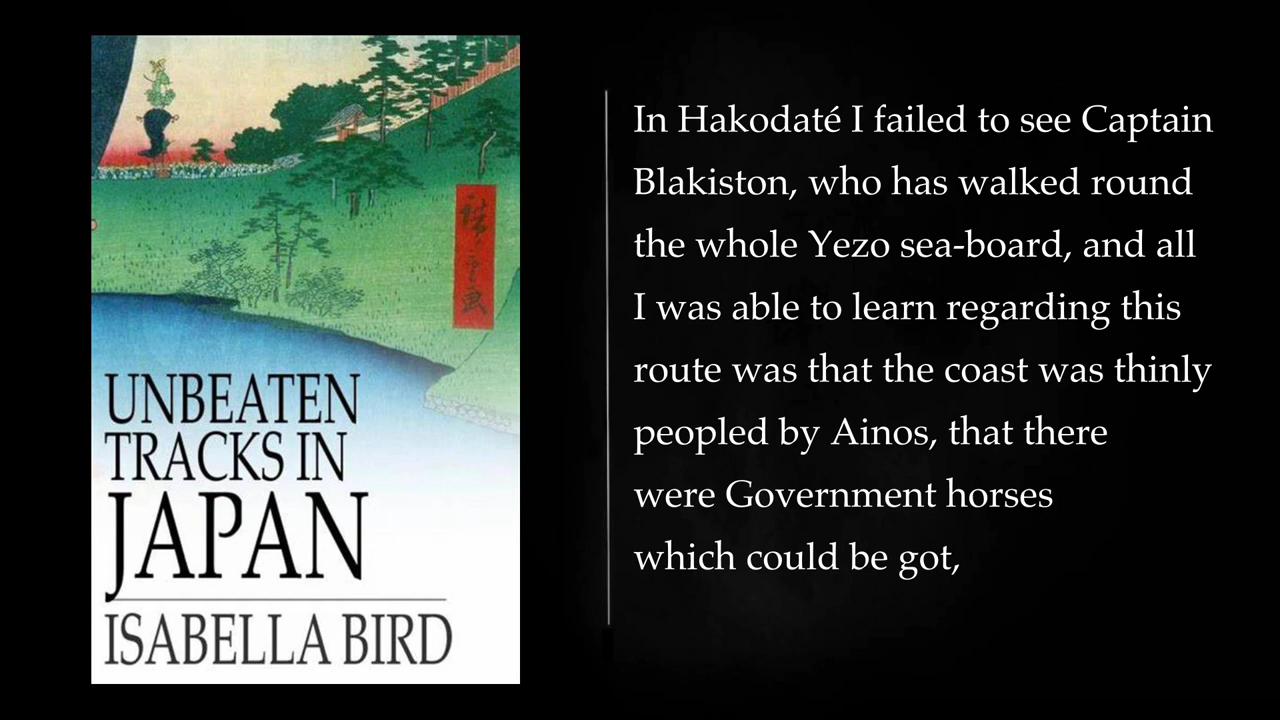 UNBEATEN
TRACKS IN
JAPAN
ISABELLA BIRD
In Hakodaté I failed to see Captain
Blakiston, who has walked round
the whole Yezo sea-board, and all
I was able to learn regarding this
route was that the coast was thinly
peopled by Ainos, that there
were Government horses
which could be got,